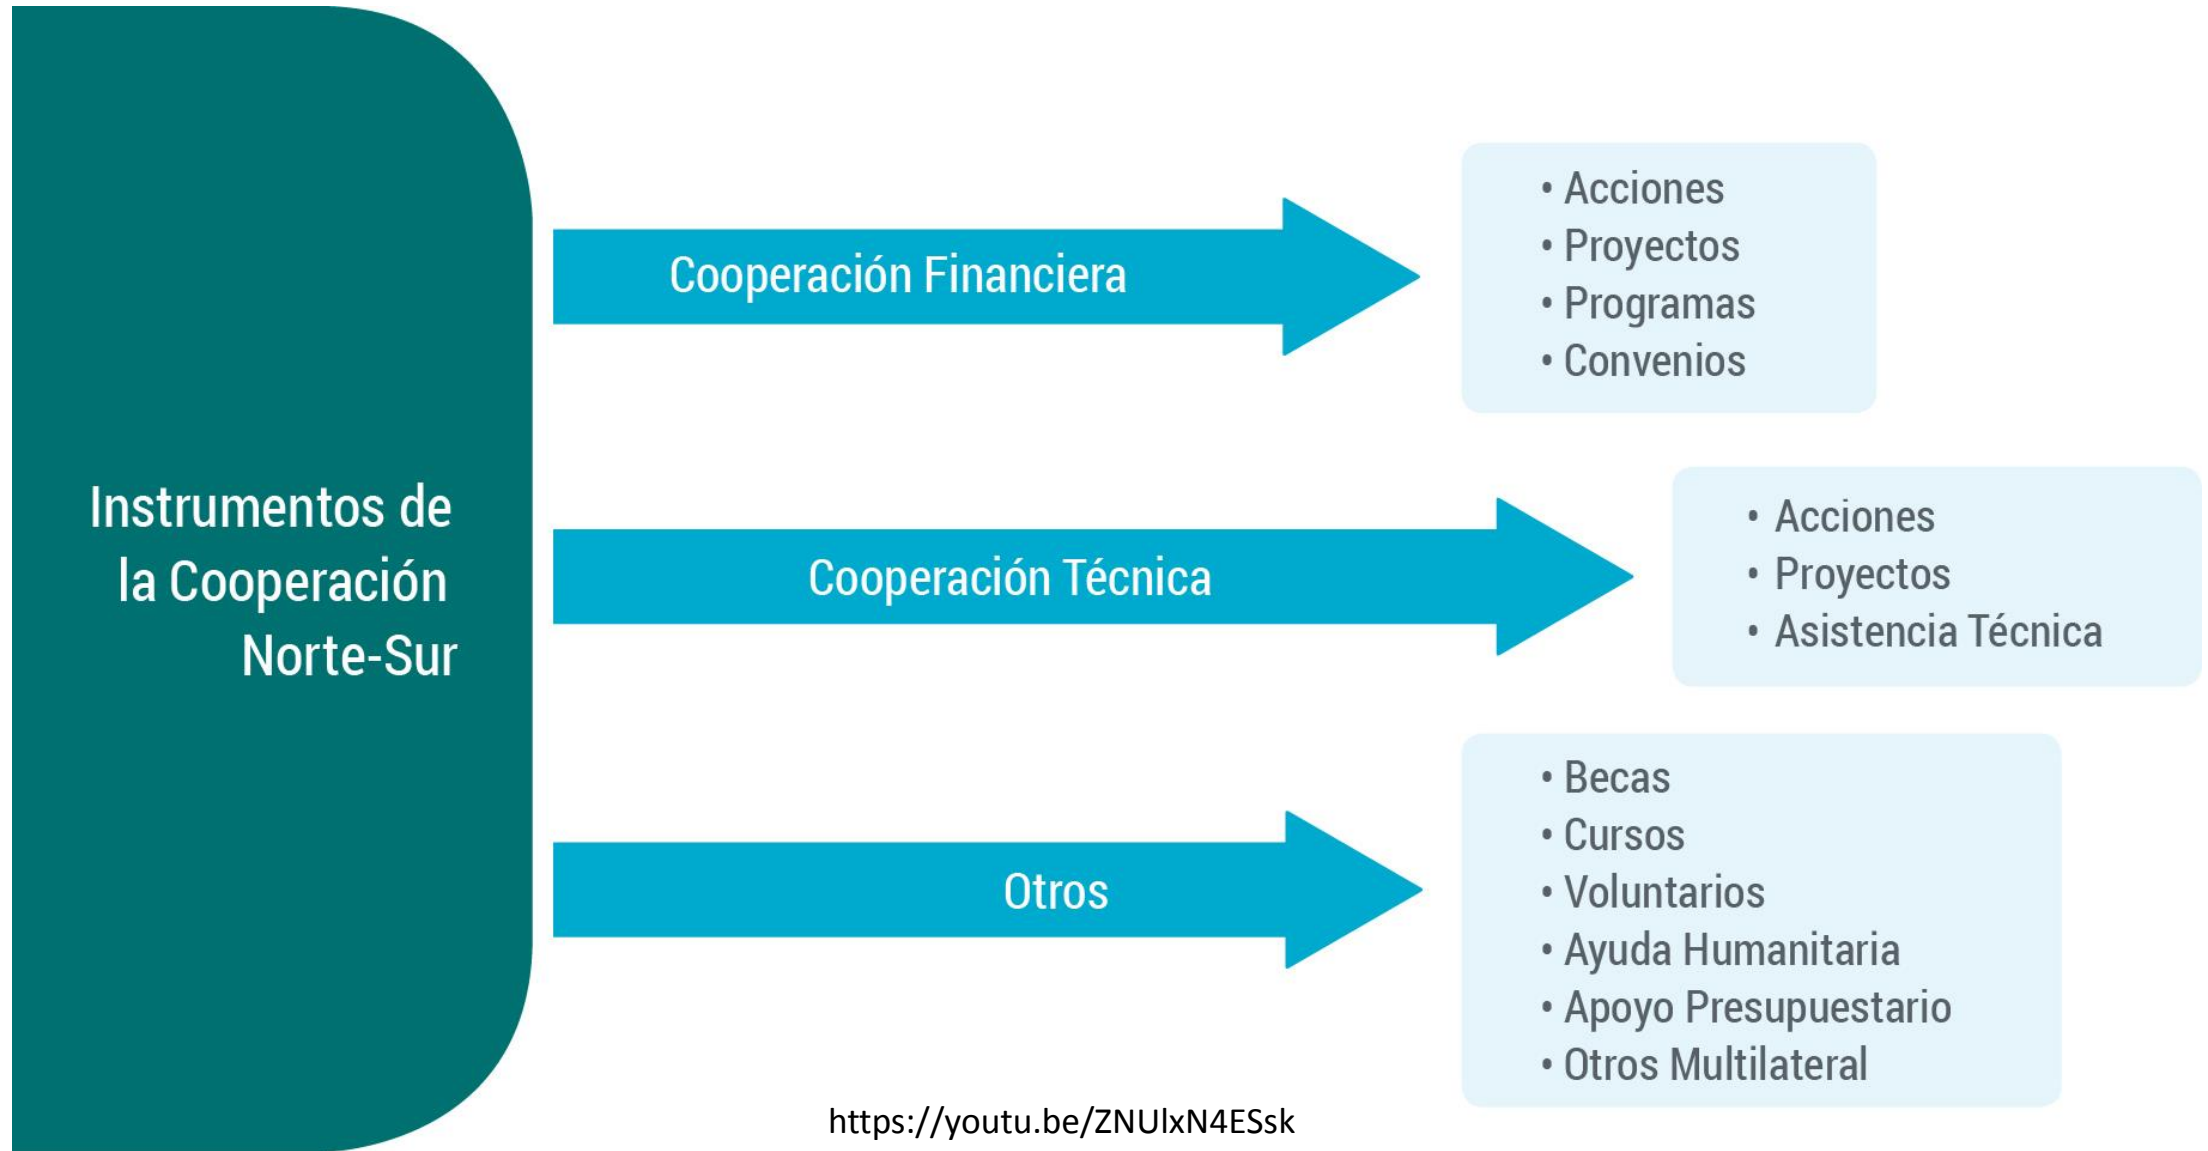 Instrumentos de
la Cooperación
Norte-Sur
Cooperación Financiera
• Acciones
• Proyectos
• Programas
• Convenios
Cooperación Técnica
• Acciones
• Proyectos
• Asistencia Técnica
Otros
• Becas
• Cursos
• Voluntarios
• Ayuda Humanitaria
• Apoyo Presupuestario
• Otros Multilateral
https://youtu.be/ZNUlxN4ESsk